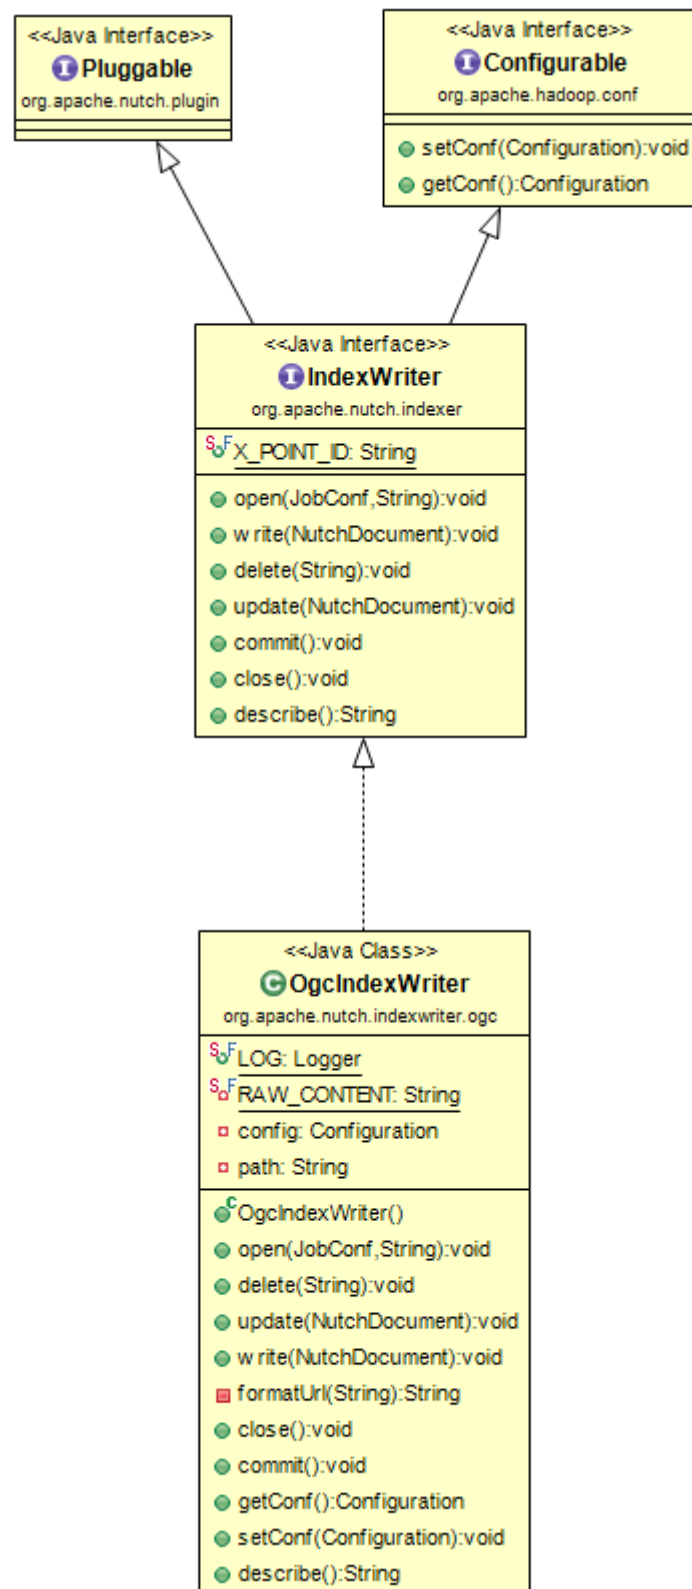 <<Java Interface>>
Pluggable
org.apache.nutch.plugin
<<Java Interface>>
Configurable
org.apache.hadoop.conf
setConf(Configuration):void
getConf():Configuration
<<Java Interface>>
IndexWriter
org.apache.nutch.indexer
X_POINT_ID: String
open(JobConf,String):void
write(NutchDocument):void
delete(String):void
update(NutchDocument):void
commit():void
close():void
describe():String
<<Java Class>>
OgcIndexWriter
org.apache.nutch.indexwriter.ogc
LOG: Logger
RAW_CONTENT: String
config: Configuration
path: String
OgcIndexWriter()
open(JobConf,String):void
delete(String):void
update(NutchDocument):void
write(NutchDocument):void
formatUrl(String):String
close():void
commit():void
getConf():Configuration
setConf(Configuration):void
describe():String